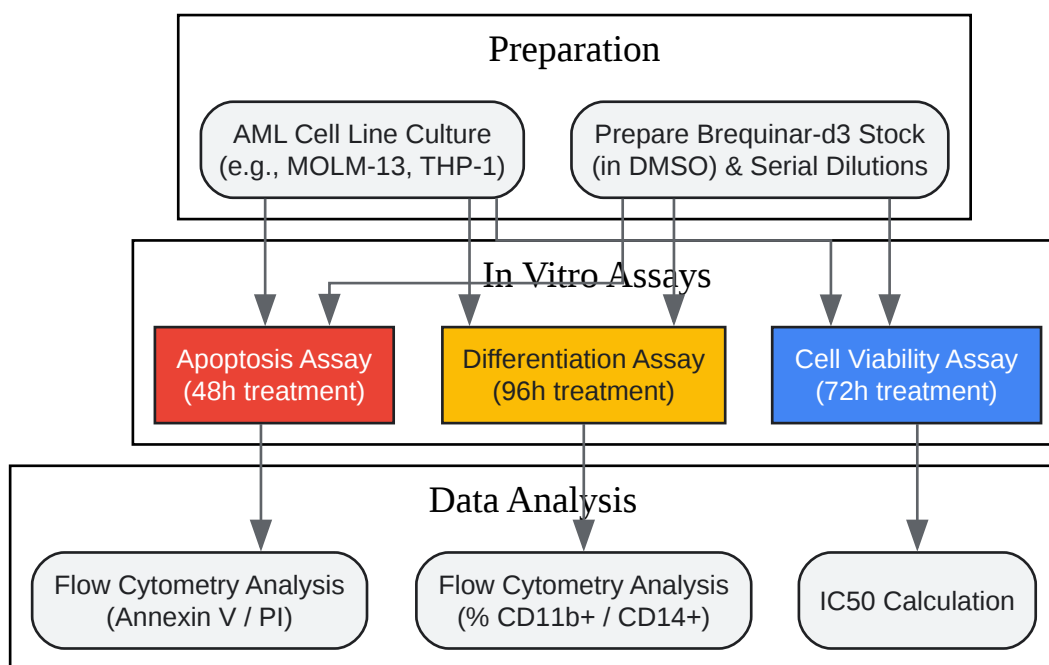 Preparation
AML Cell Line Culture
(e.g., MOLM-13, THP-1)
Prepare Brequinar-d3 Stock
(in DMSO) & Serial Dilutions
In Vitro Assays
Apoptosis Assay
(48h treatment)
Differentiation Assay
(96h treatment)
Cell Viability Assay
(72h treatment)
Data Analysis
Flow Cytometry Analysis
(Annexin V / PI)
Flow Cytometry Analysis
(% CD11b+ / CD14+)
IC50 Calculation